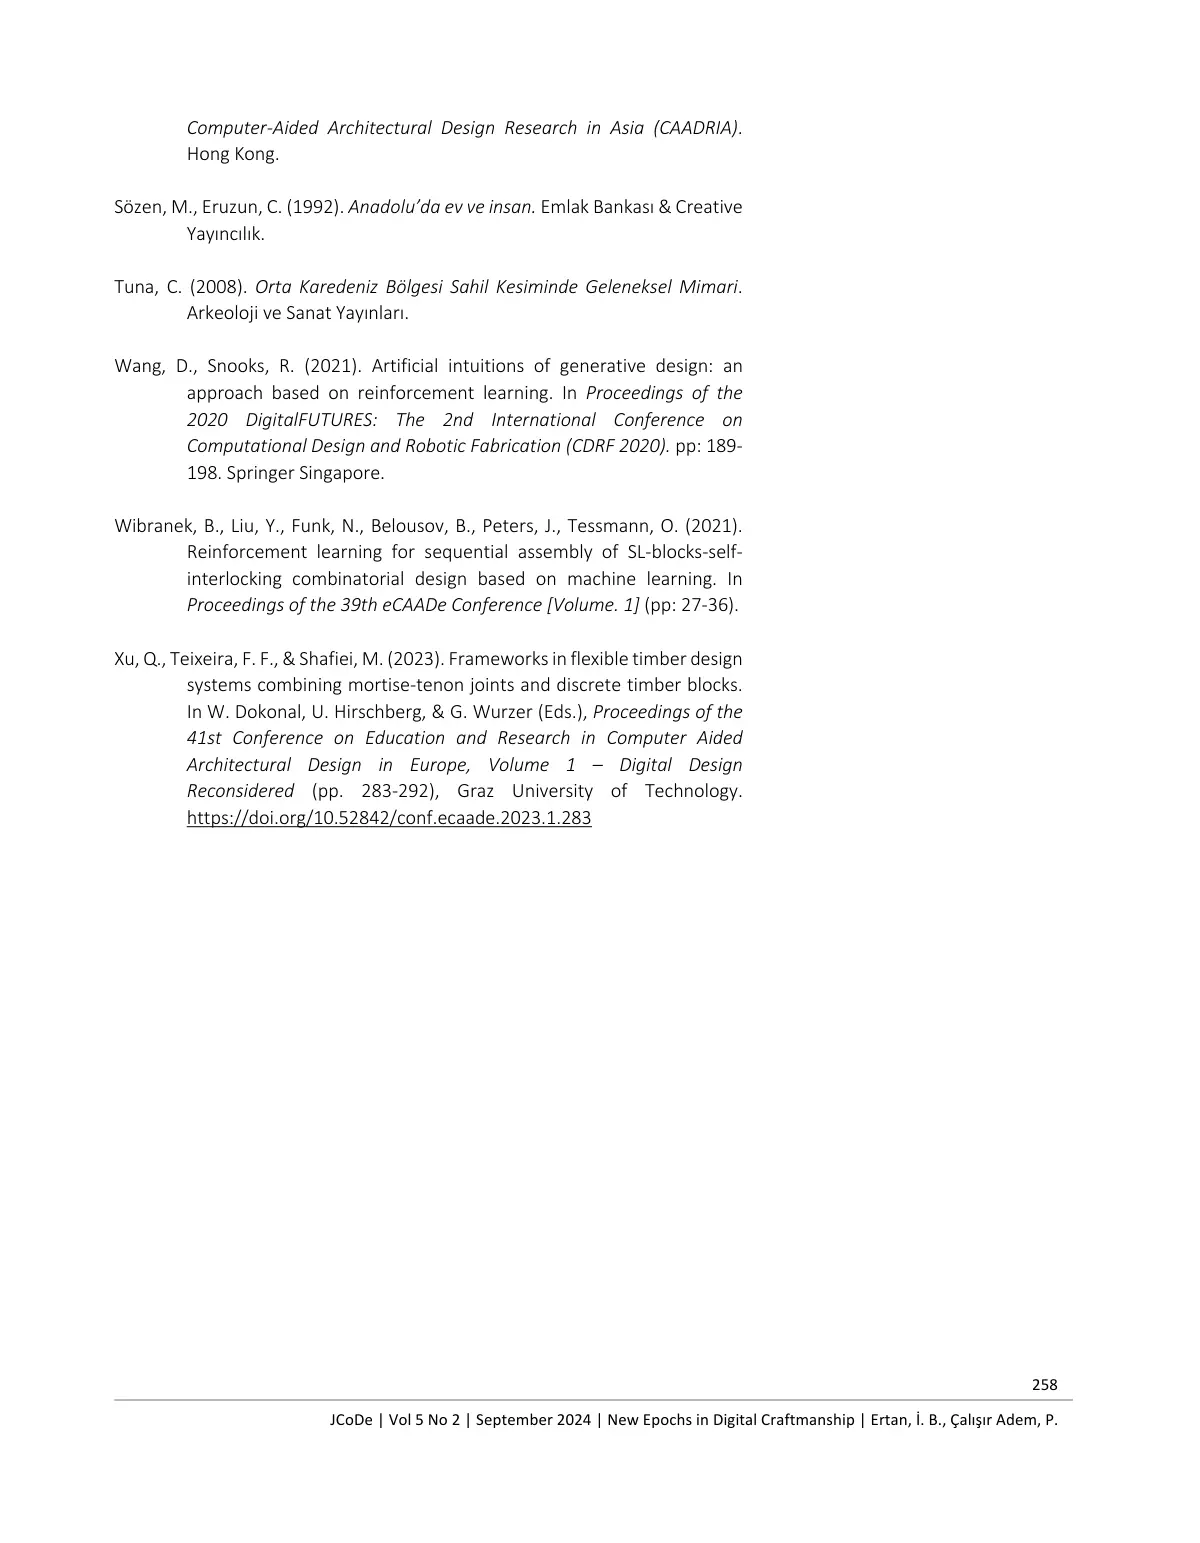 Computer-Aided Architectural Design Research in Asia (CAADRIA).
Hong Kong.
Sözen, M., Eruzun, C. (1992). Anadolu’da ev ve insan. Emlak Bankası & Creative
Yayıncılık.
Tuna, C. (2008). Orta Karedeniz Bölgesi Sahil Kesiminde Geleneksel Mimari.
Arkeoloji ve Sanat Yayınları.
Wang, D., Snooks, R. (2021). Artificial intuitions of generative design: an
approach based on reinforcement learning. In Proceedings of the
2020 DigitalFUTURES: The 2nd International Conference on
Computational Design and Robotic Fabrication (CDRF 2020). pp: 189-
198. Springer Singapore.
Wibranek, B., Liu, Y., Funk, N., Belousov, B., Peters, J., Tessmann, O. (2021).
Reinforcement learning for sequential assembly of SL-blocks-self-
interlocking combinatorial design based on machine learning. In
Proceedings of the 39th eCAADe Conference [Volume. 1] (pp: 27-36).
Xu, Q., Teixeira, F. F., & Shafiei, M. (2023). Frameworks in flexible timber design
systems combining mortise-tenon joints and discrete timber blocks.
In W. Dokonal, U. Hirschberg, & G. Wurzer (Eds.), Proceedings of the
41st Conference on Education and Research in Computer Aided
Architectural Design in Europe, Volume 1 – Digital Design
Reconsidered (pp. 283-292), Graz University of Technology.
https://doi.org/10.52842/conf.ecaade.2023.1.283
258
JCoDe | Vol 5 No 2 | September 2024 | New Epochs in Digital Craftmanship | Ertan, İ. B., Çalışır Adem, P.